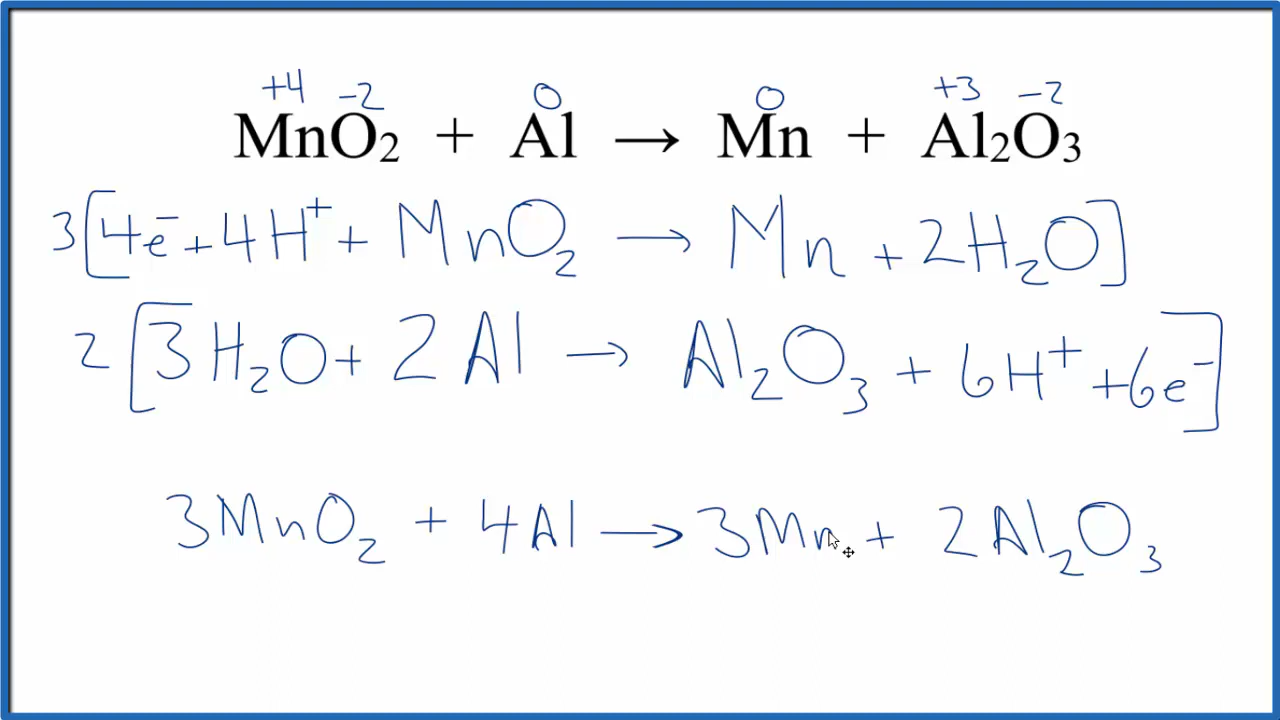 +4 -2 0 0 +3 -2
MnO₂ + Al → Mn + Al₂O₃
3[4e⁻ + 4H⁺ + MnO₂ → Mn + 2H₂O]
2[3H₂O + 2Al → Al₂O₃ + 6H⁺ + 6e⁻]
3MnO₂ + 4Al → 3Mn + 2Al₂O₃